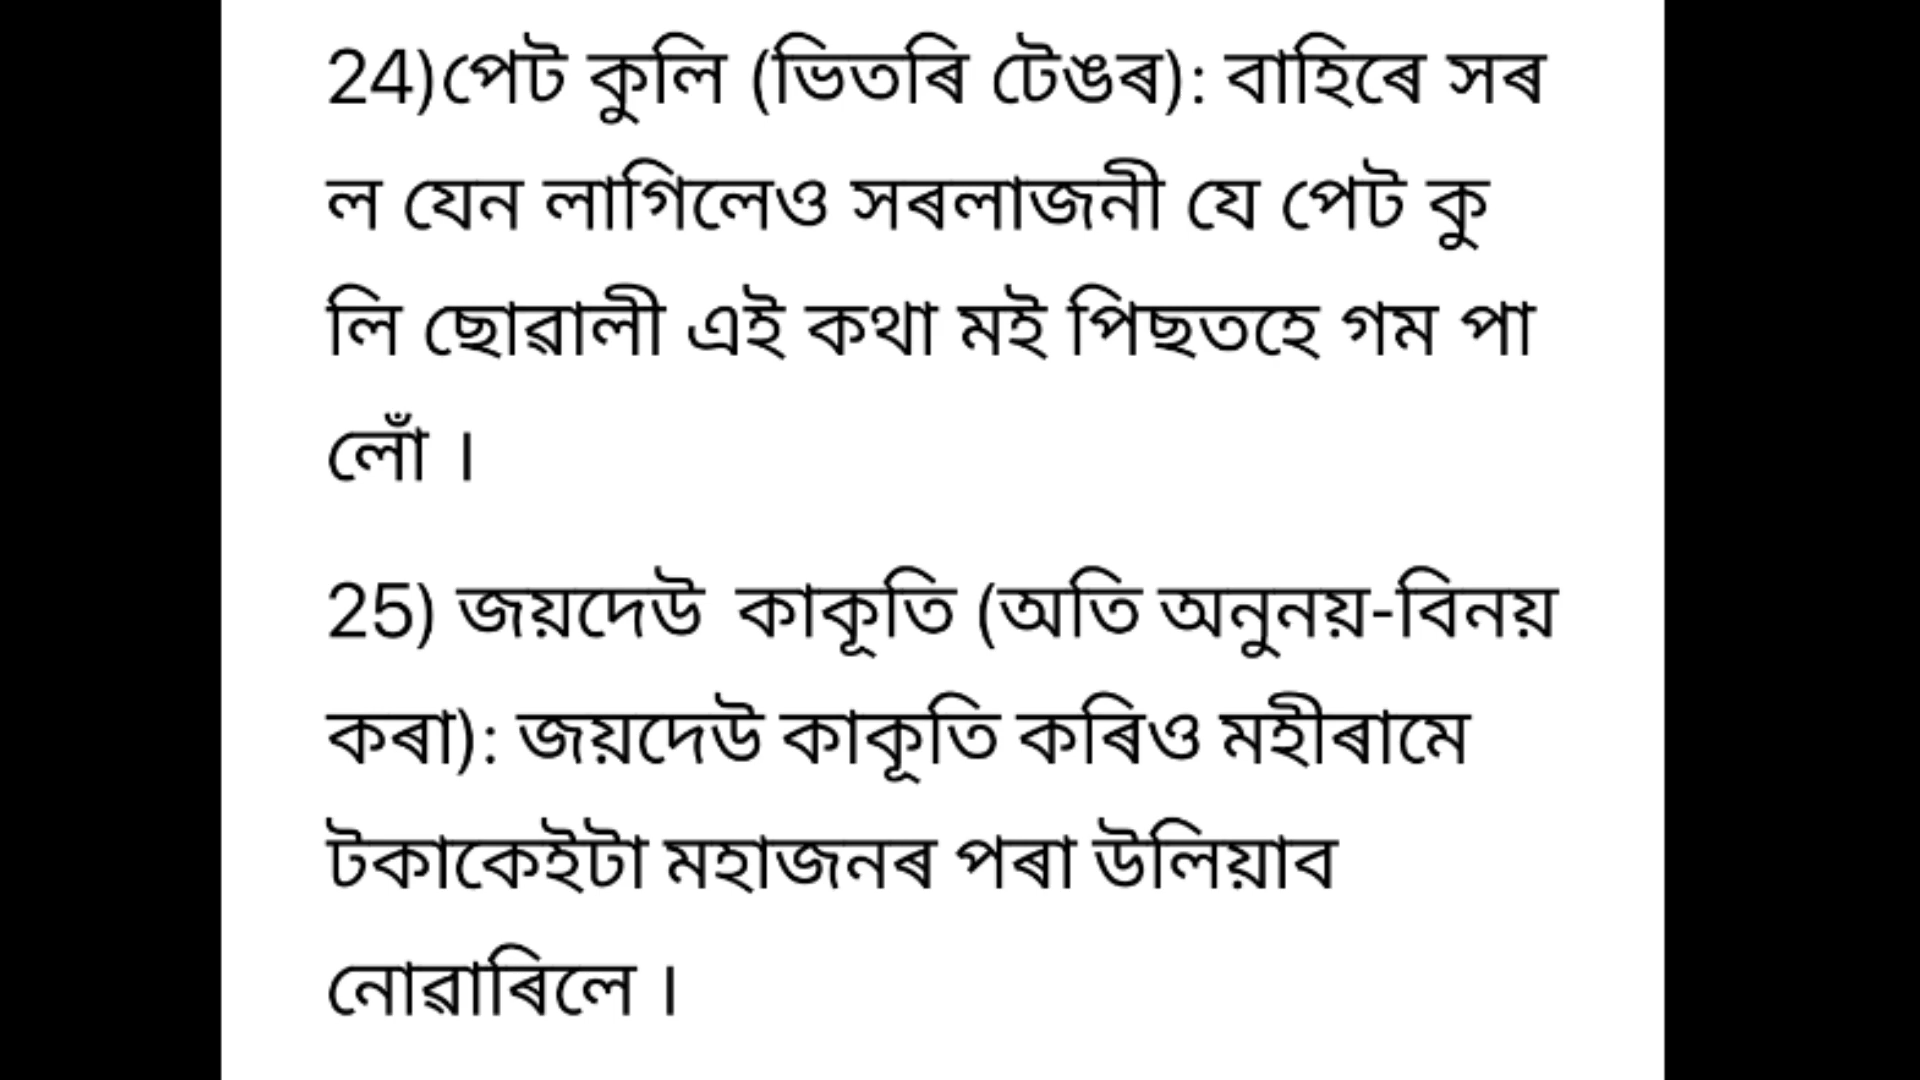 24)পেট কুলি (ভিতৰি টেঙৰ): বাহিৰে সৰ
ল যেন লাগিলেও সৰলাজনী যে পেট কু
লি ছোৱালী এই কথা মই পিছতহে গম পা
লোঁ ।
25) জয়দেউ কাকূতি (অতি অনুনয়-বিনয়
কৰা): জয়দেউ কাকূতি কৰিও মহীৰামে
টকাকেইটা মহাজনৰ পৰা উলিয়াব
নোৱাৰিলে ।